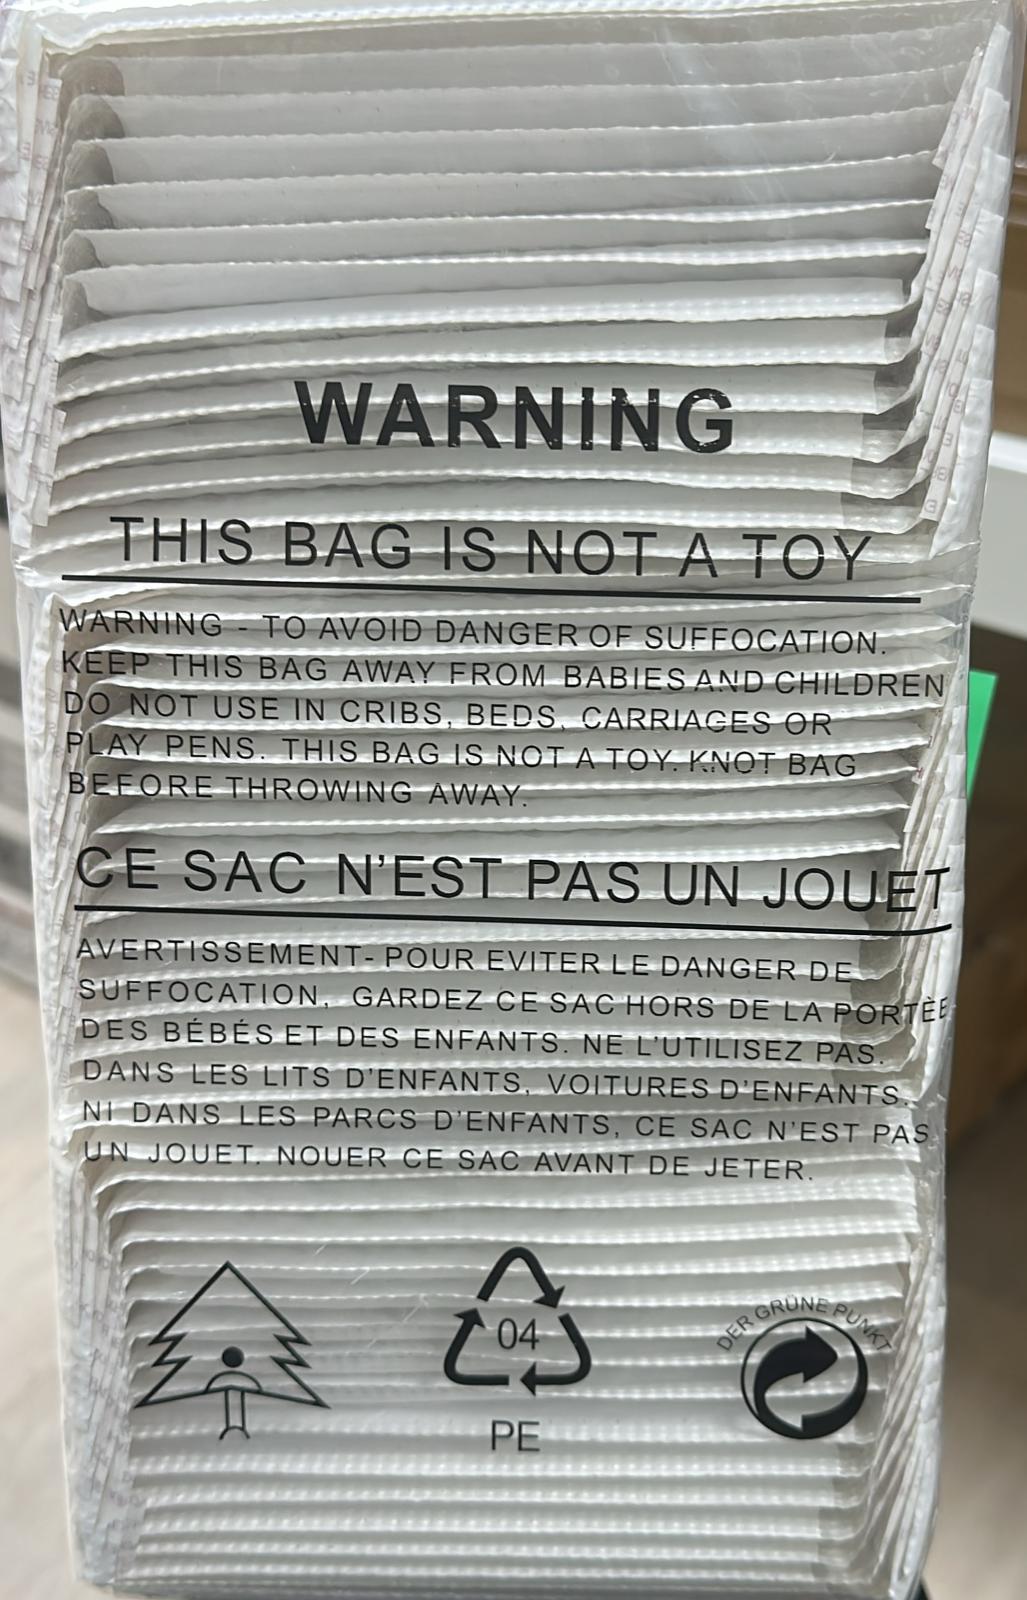 WARNING
THIS BAG IS NOT A TOY
WARNING - TO AVOID DANGER OF SUFFOCATION.
KEEP THIS BAG AWAY FROM BABIES AND CHILDREN
DO NOT USE IN CRIBS, BEDS, CARRIAGES OR
PLAY PENS. THIS BAG IS NOT A TOY. KNOT BAG
BEFORE THROWING AWAY.
CE SAC N'EST PAS UN JOUET
AVERTISSEMENT- POUR EVITER LE DANGER DE
SUFFOCATION, GARDEZ CE SAC HORS DE LA PORTÈE
DES BÉBÉS ET DES ENFANTS. NE L'UTILISEZ PAS.
DANS LES LITS D'ENFANTS, VOITURES D'ENFANTS.
NI DANS LES PARCS D'ENFANTS, CE SAC N'EST PAS
UN JOUET. NOUER CE SAC AVANT DE JETER.
04
PE
DER GRÜNE PUNKT